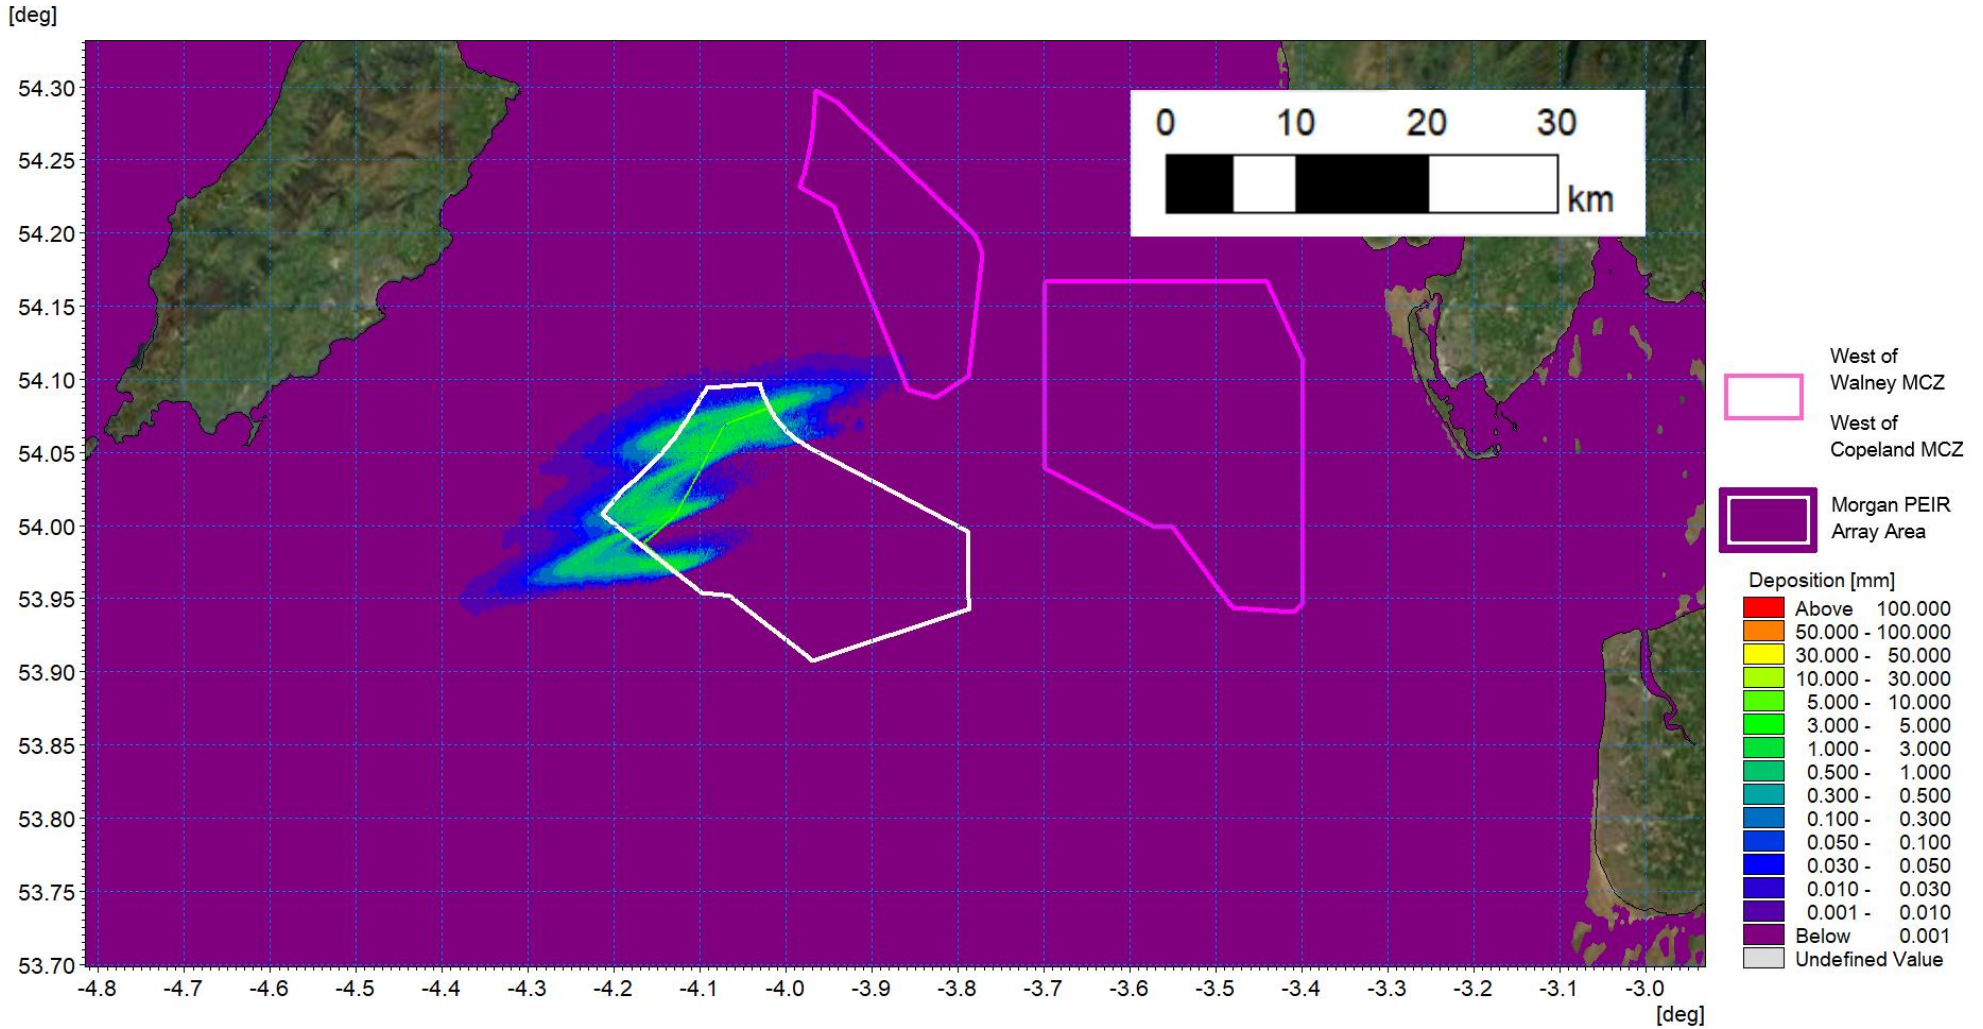 [deg]
54.30
54.25
54.20
54.15
54.10
54.05
54.00
53.95
53.90
53.85
53.80
53.75
53.70
-4.8 -4.7 -4.6 -4.5 -4.4 -4.3 -4.2 -4.1 -4.0 -3.9 -3.8 -3.7 -3.6 -3.5 -3.4 -3.3 -3.2 -3.1 -3.0
[deg]
0 10 20 30
km
West of
Walney MCZ
West of
Copeland MCZ
Morgan PEIR
Array Area
Deposition [mm]
Above 100.000
50.000 - 100.000
30.000 - 50.000
10.000 - 30.000
5.000 - 10.000
3.000 - 5.000
1.000 - 3.000
0.500 - 1.000
0.300 - 0.500
0.100 - 0.300
0.050 - 0.100
0.030 - 0.050
0.010 - 0.030
0.001 - 0.010
Below 0.001
Undefined Value